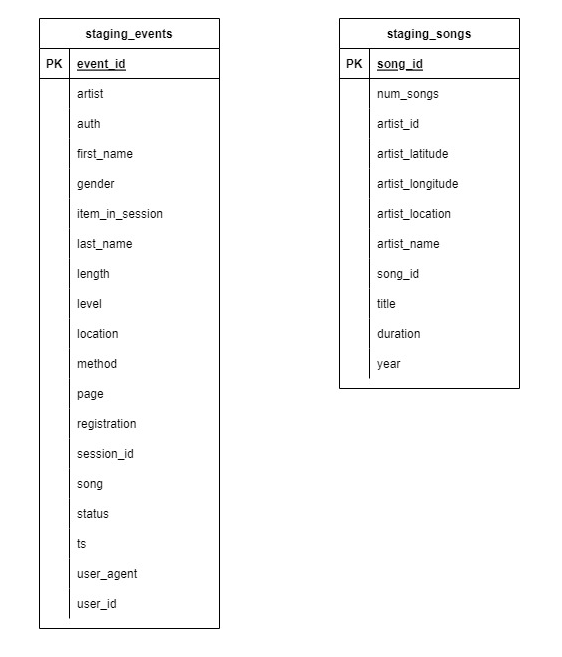 staging_events
PK event_id
artist
auth
first_name
gender
item_in_session
last_name
length
level
location
method
page
registration
session_id
song
status
ts
user_agent
user_id
staging_songs
PK song_id
num_songs
artist_id
artist_latitude
artist_longitude
artist_location
artist_name
song_id
title
duration
year